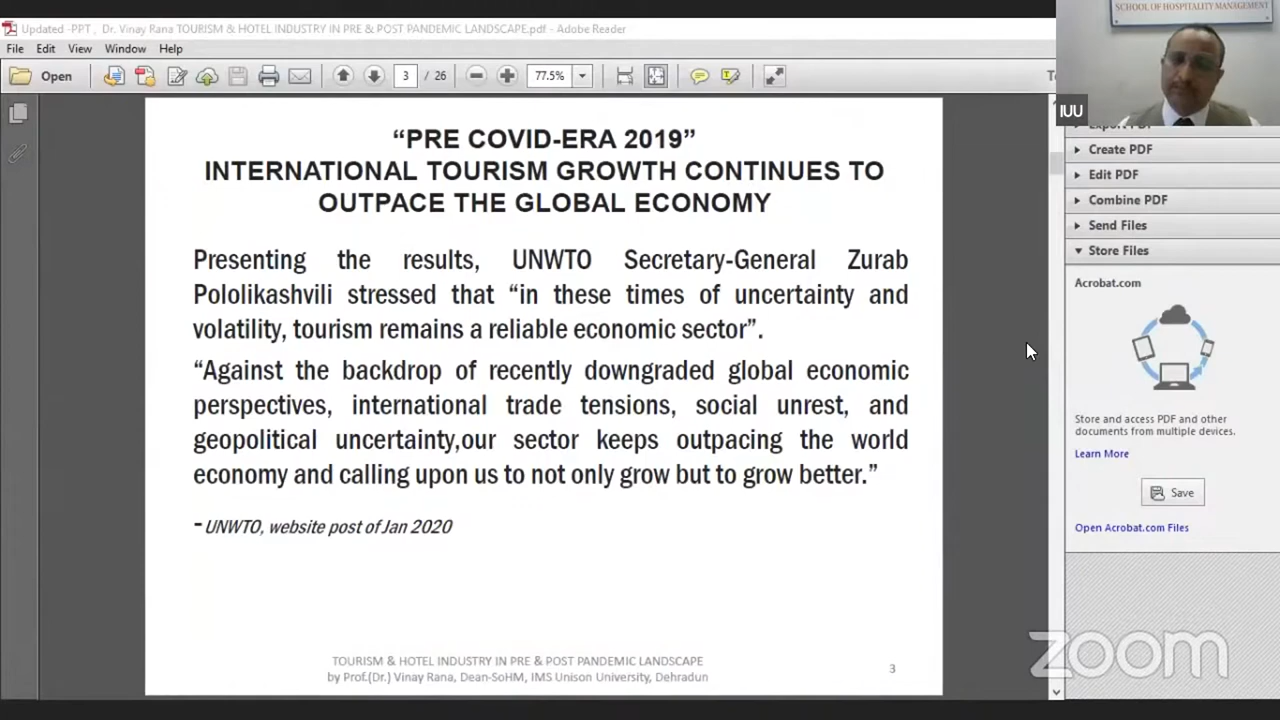 Updated -PPT , Dr. Vinay Rana TOURISM & HOTEL INDUSTRY IN PRE & POST PANDEMIC LANDSCAPE.pdf - Adobe Reader
File Edit View Window Help
Open 3 / 26 77.5%
SCHOOL OF HOSPITALITY MANAGEMENT
IUU
“PRE COVID-ERA 2019”
INTERNATIONAL TOURISM GROWTH CONTINUES TO
OUTPACE THE GLOBAL ECONOMY
Presenting the results, UNWTO Secretary-General Zurab
Pololikashvili stressed that “in these times of uncertainty and
volatility, tourism remains a reliable economic sector”.
“Against the backdrop of recently downgraded global economic
perspectives, international trade tensions, social unrest, and
geopolitical uncertainty,our sector keeps outpacing the world
economy and calling upon us to not only grow but to grow better.”
- UNWTO, website post of Jan 2020
TOURISM & HOTEL INDUSTRY IN PRE & POST PANDEMIC LANDSCAPE
by Prof.(Dr.) Vinay Rana, Dean-SoHM, IMS Unison University, Dehradun
3
Export PDF
Create PDF
Edit PDF
Combine PDF
Send Files
Store Files
Acrobat.com
Store and access PDF and other
documents from multiple devices.
Learn More
Save
Open Acrobat.com Files
zoom